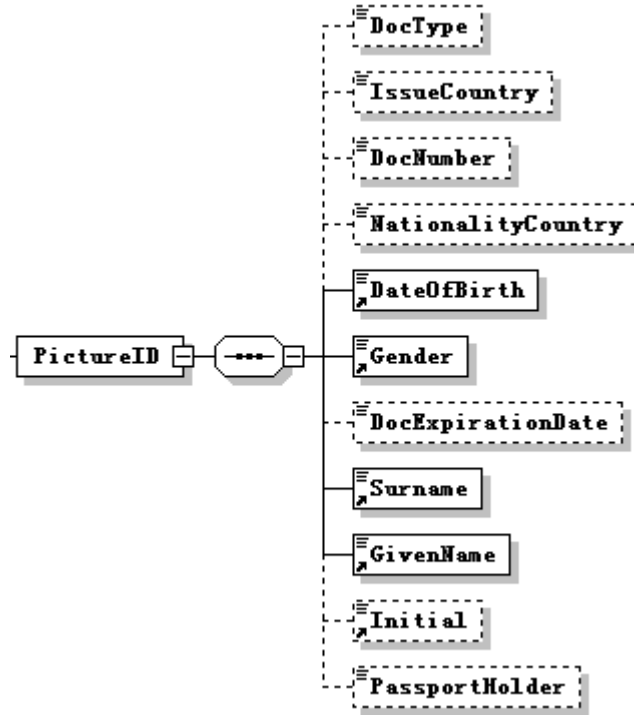 DocType
IssueCountry
DocNumber
NationalityCountry
DateOfBirth
PictureID
Gender
DocExpirationDate
Surname
GivenName
Initial
PassportHolder